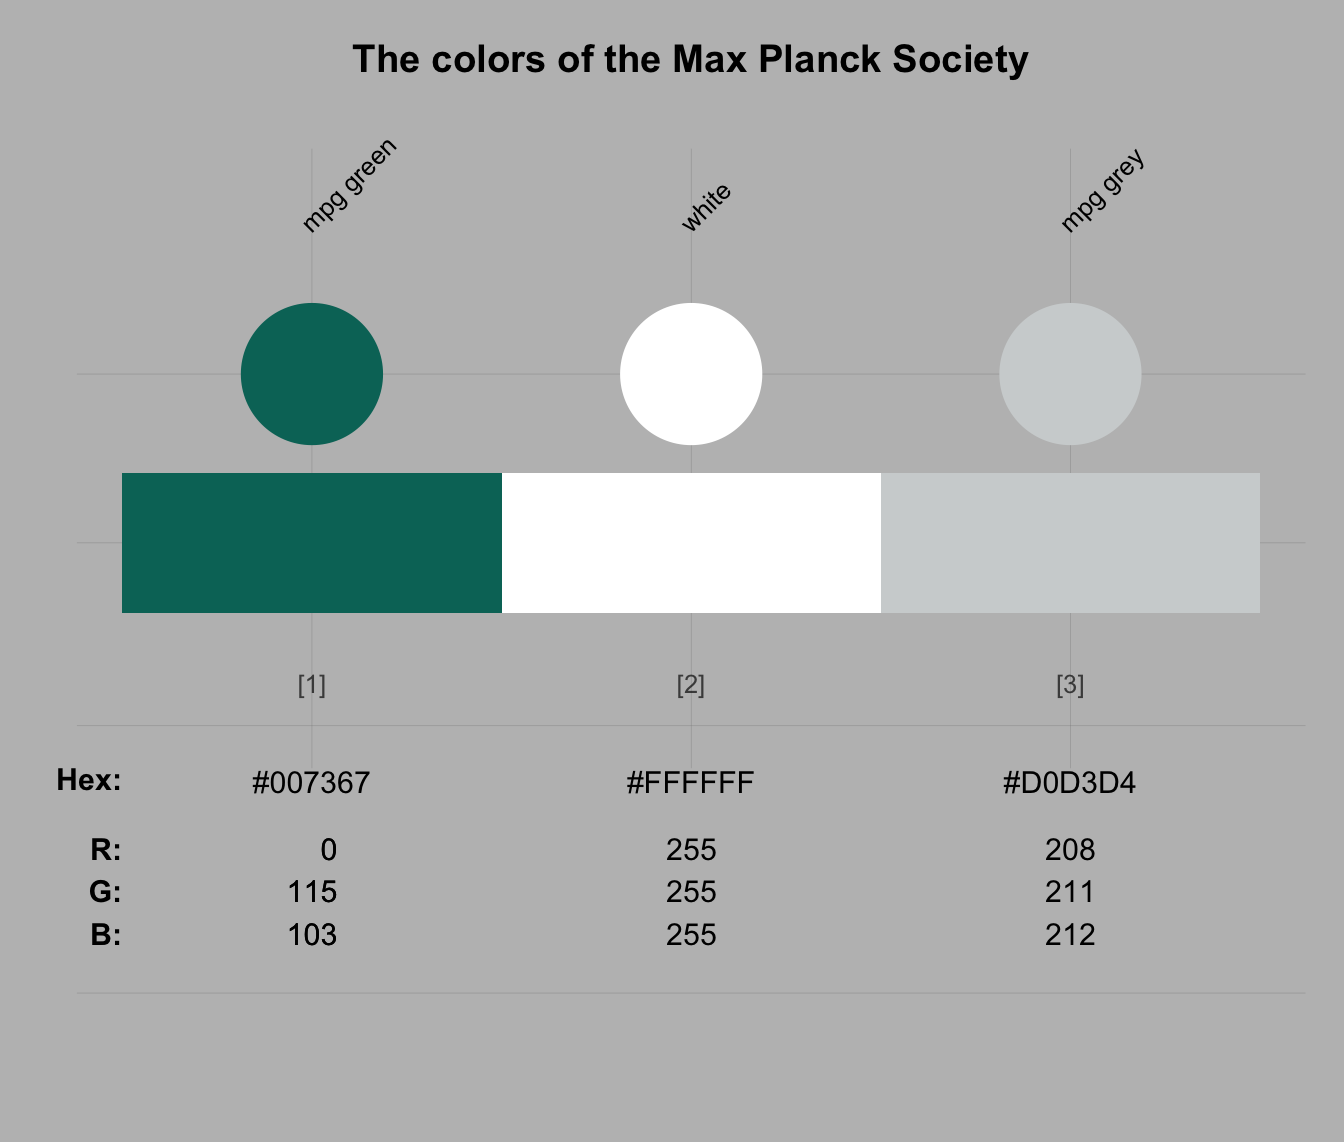 The colors of the Max Planck Society
mpg green white mpg grey
[1] [2] [3]
Hex: #007367 #FFFFFF #D0D3D4
R: 0 255 208
G: 115 255 211
B: 103 255 212